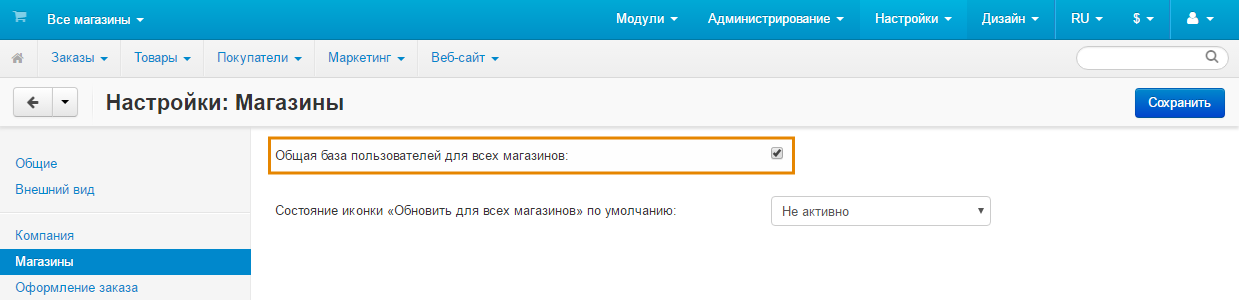 Все магазины Модули Администрирование Настройки Дизайн RU $
Заказы Товары Покупатели Маркетинг Веб-сайт
Настройки: Магазины Сохранить
Общая база пользователей для всех магазинов:
Общие
Внешний вид
Состояние иконки «Обновить для всех магазинов» по умолчанию: Не активно
Компания
Магазины
Оформление заказа